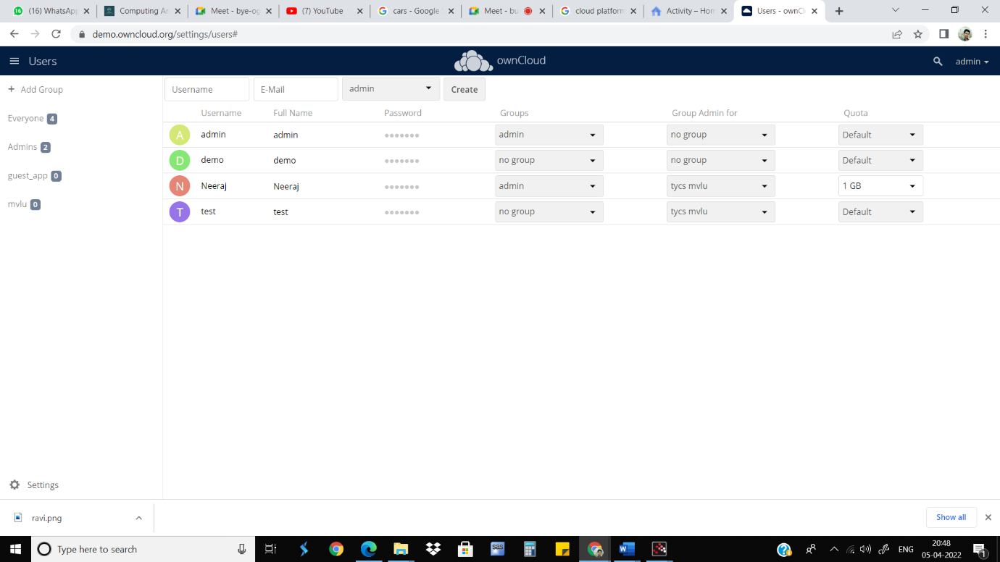 (16) WhatsApp
Computing Ar
Meet - bye-og
(7) YouTube
cars - Google
Meet - bu
cloud platform
Activity – Hom
Users - ownCl
demo.owncloud.org/settings/users#
Users
ownCloud
admin
+ Add Group
Everyone 4
Admins 2
guest_app 0
mvlu 0
Settings
Username E-Mail admin Create
Username Full Name Password Groups Group Admin for Quota
A admin admin ●●●●●●● admin no group Default
D demo demo ●●●●●●● no group no group Default
N Neeraj Neeraj ●●●●●●● admin tycs mvlu 1 GB
T test test ●●●●●●● no group tycs mvlu Default
ravi.png
Show all
Type here to search
sas
ENG
20:48
05-04-2022
1